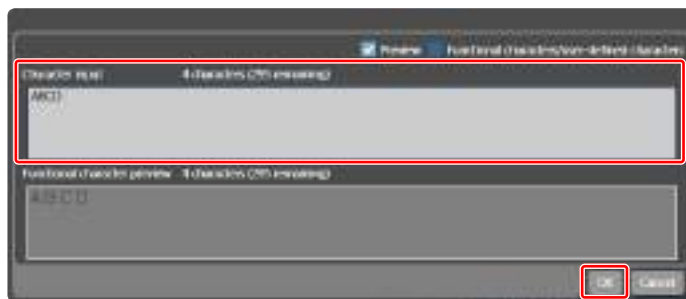 Preview Functional characters/user-defined characters
Character input 4 characters (295 remaining)
ABCD
Functional character preview 4 characters (295 remaining)
ABCD
OK Cancel